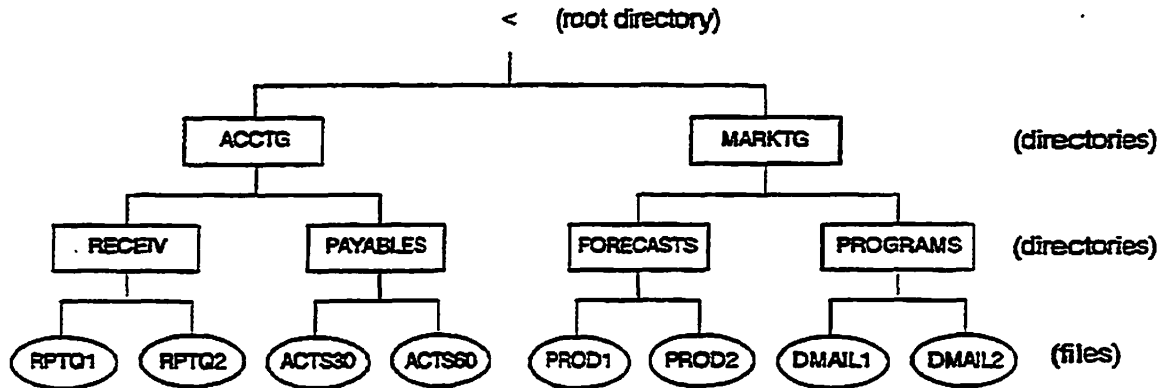 < (root directory)
ACCTG MARKTG (directories)
RECEIV PAYABLES FORECASTS PROGRAMS (directories)
RPTQ1 RPTQ2 ACTS30 ACTS60 PROD1 PROD2 DMAIL1 DMAIL2 (files)